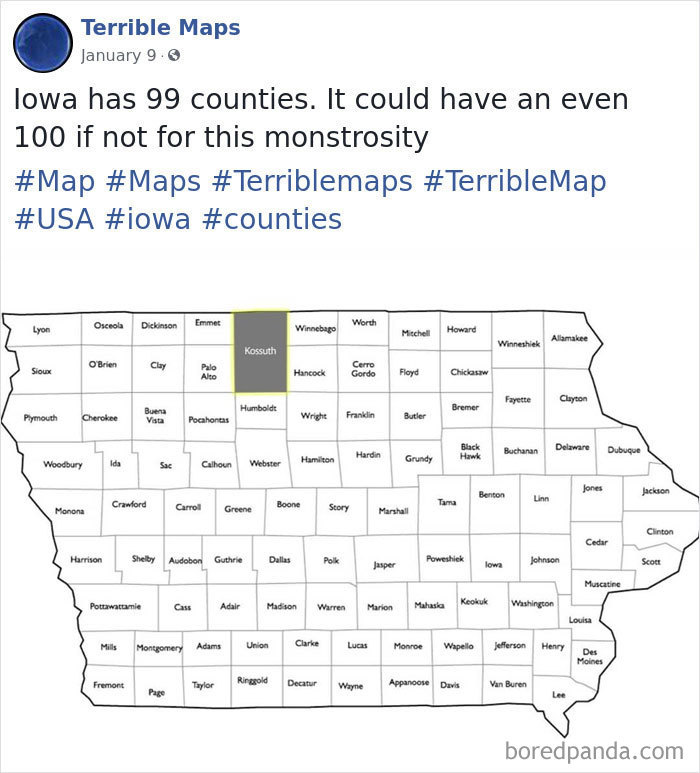 Terrible Maps
January 9 ·
Iowa has 99 counties. It could have an even
100 if not for this monstrosity
#Map #Maps #Terriblemaps #TerribleMap
#USA #iowa #counties
Lyon Osceola Dickinson Emmet Kossuth Winnebago Worth Mitchell Howard Winneshiek Allamakee
Sioux O'Brien Clay Palo Alto Hancock Cerro Gordo Floyd Chickasaw
Plymouth Cherokee Buena Vista Pocahontas Humboldt Wright Franklin Butler Bremer Fayette Clayton
Woodbury Ida Sac Calhoun Webster Hamilton Hardin Grundy Black Hawk Buchanan Delaware Dubuque
Monona Crawford Carroll Greene Boone Story Marshall Tama Benton Linn Jones Jackson
Harrison Shelby Audobon Guthrie Dallas Polk Jasper Poweshiek Iowa Johnson Cedar Clinton
Scott
Muscatine
Pottawattamie Cass Adair Madison Warren Marion Mahaska Keokuk Washington Louisa
Mills Montgomery Adams Union Clarke Lucas Monroe Wapello Jefferson Henry Des Moines
Fremont Page Taylor Ringgold Decatur Wayne Appanoose Davis Van Buren Lee
boredpanda.com